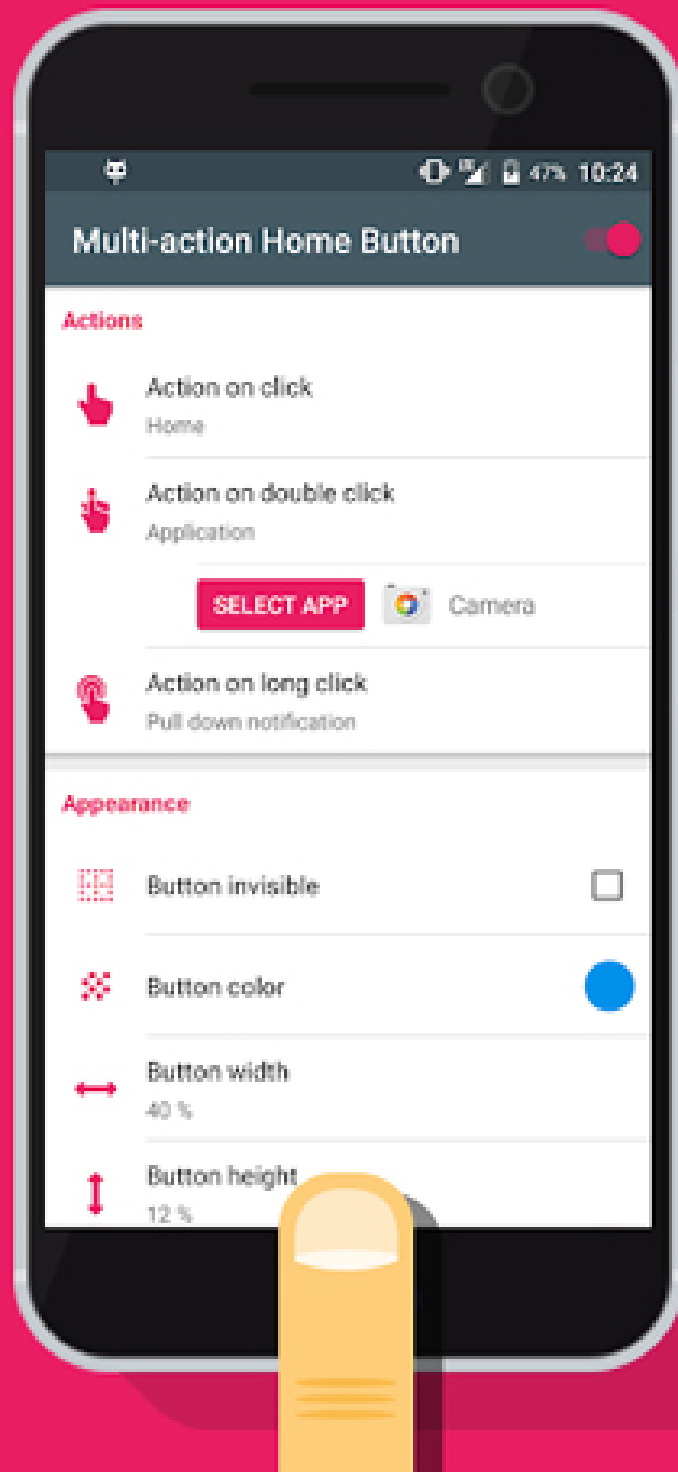 47% 10:24
Multi-action Home Button
Actions
Action on click
Home
Action on double click
Application
SELECT APP Camera
Action on long click
Pull down notification
Appearance
Button invisible
Button color
Button width
40 %
Button height
12 %